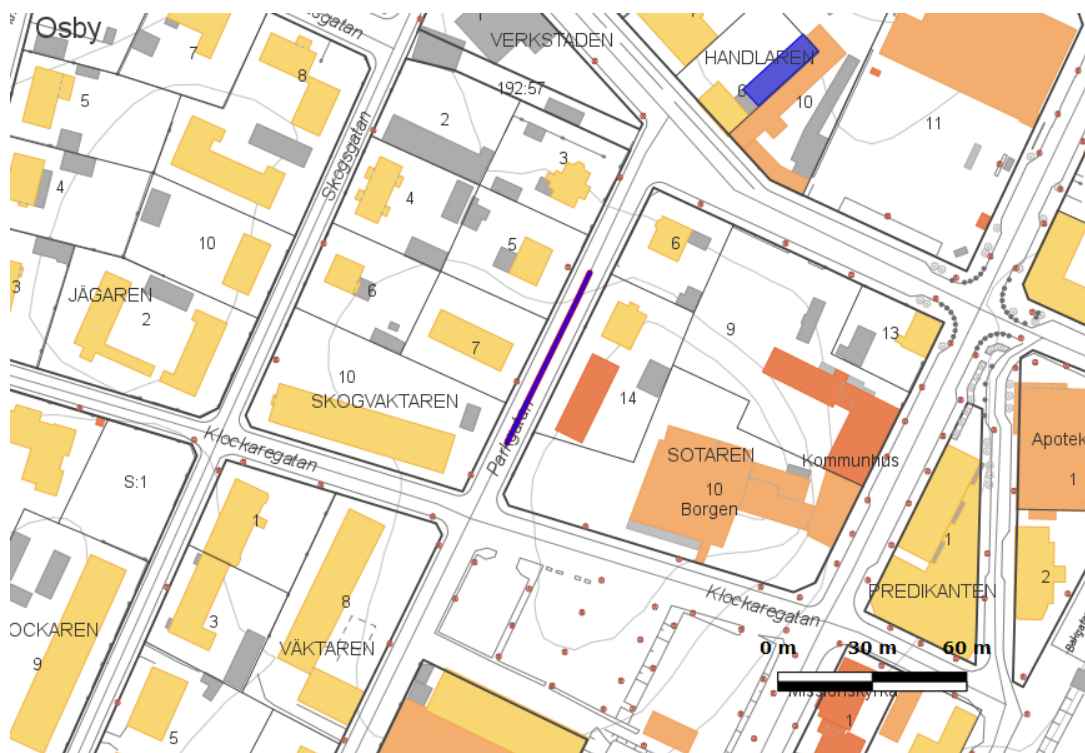 Osby
sgatan
7
8
5
4
10
JÄGAREN
2
3
Skogsgatan
VERKSTADEN
192:57
2
3
4
5
6
7
10
SKOGVAKTAREN
HANDLAREN
6
10
11
6
9
13
14
SOTAREN
10
Borgen
Kommunhus
Parkgatan
Klockaregatan
Klockaregatan
Apotek
1
1
2
PREDIKANTEN
S:1
OCKAREN
9
1
3
8
VÄKTAREN
5
0 m
30 m
60 m
Missionskyrka
1